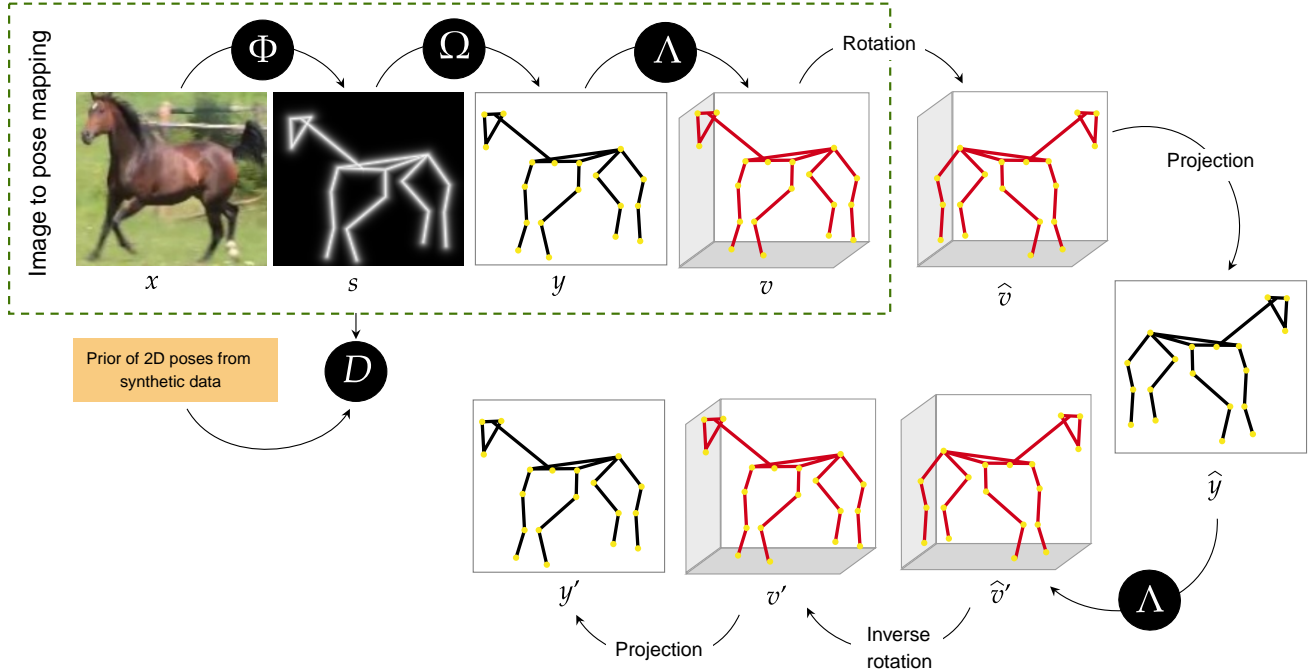 Image to pose mapping
Φ
Ω
Λ
Rotation
x
s
y
v
v̂
Projection
Prior of 2D poses from
synthetic data
D
ŷ
y′
v′
v̂′
Λ
Projection
Inverse
rotation